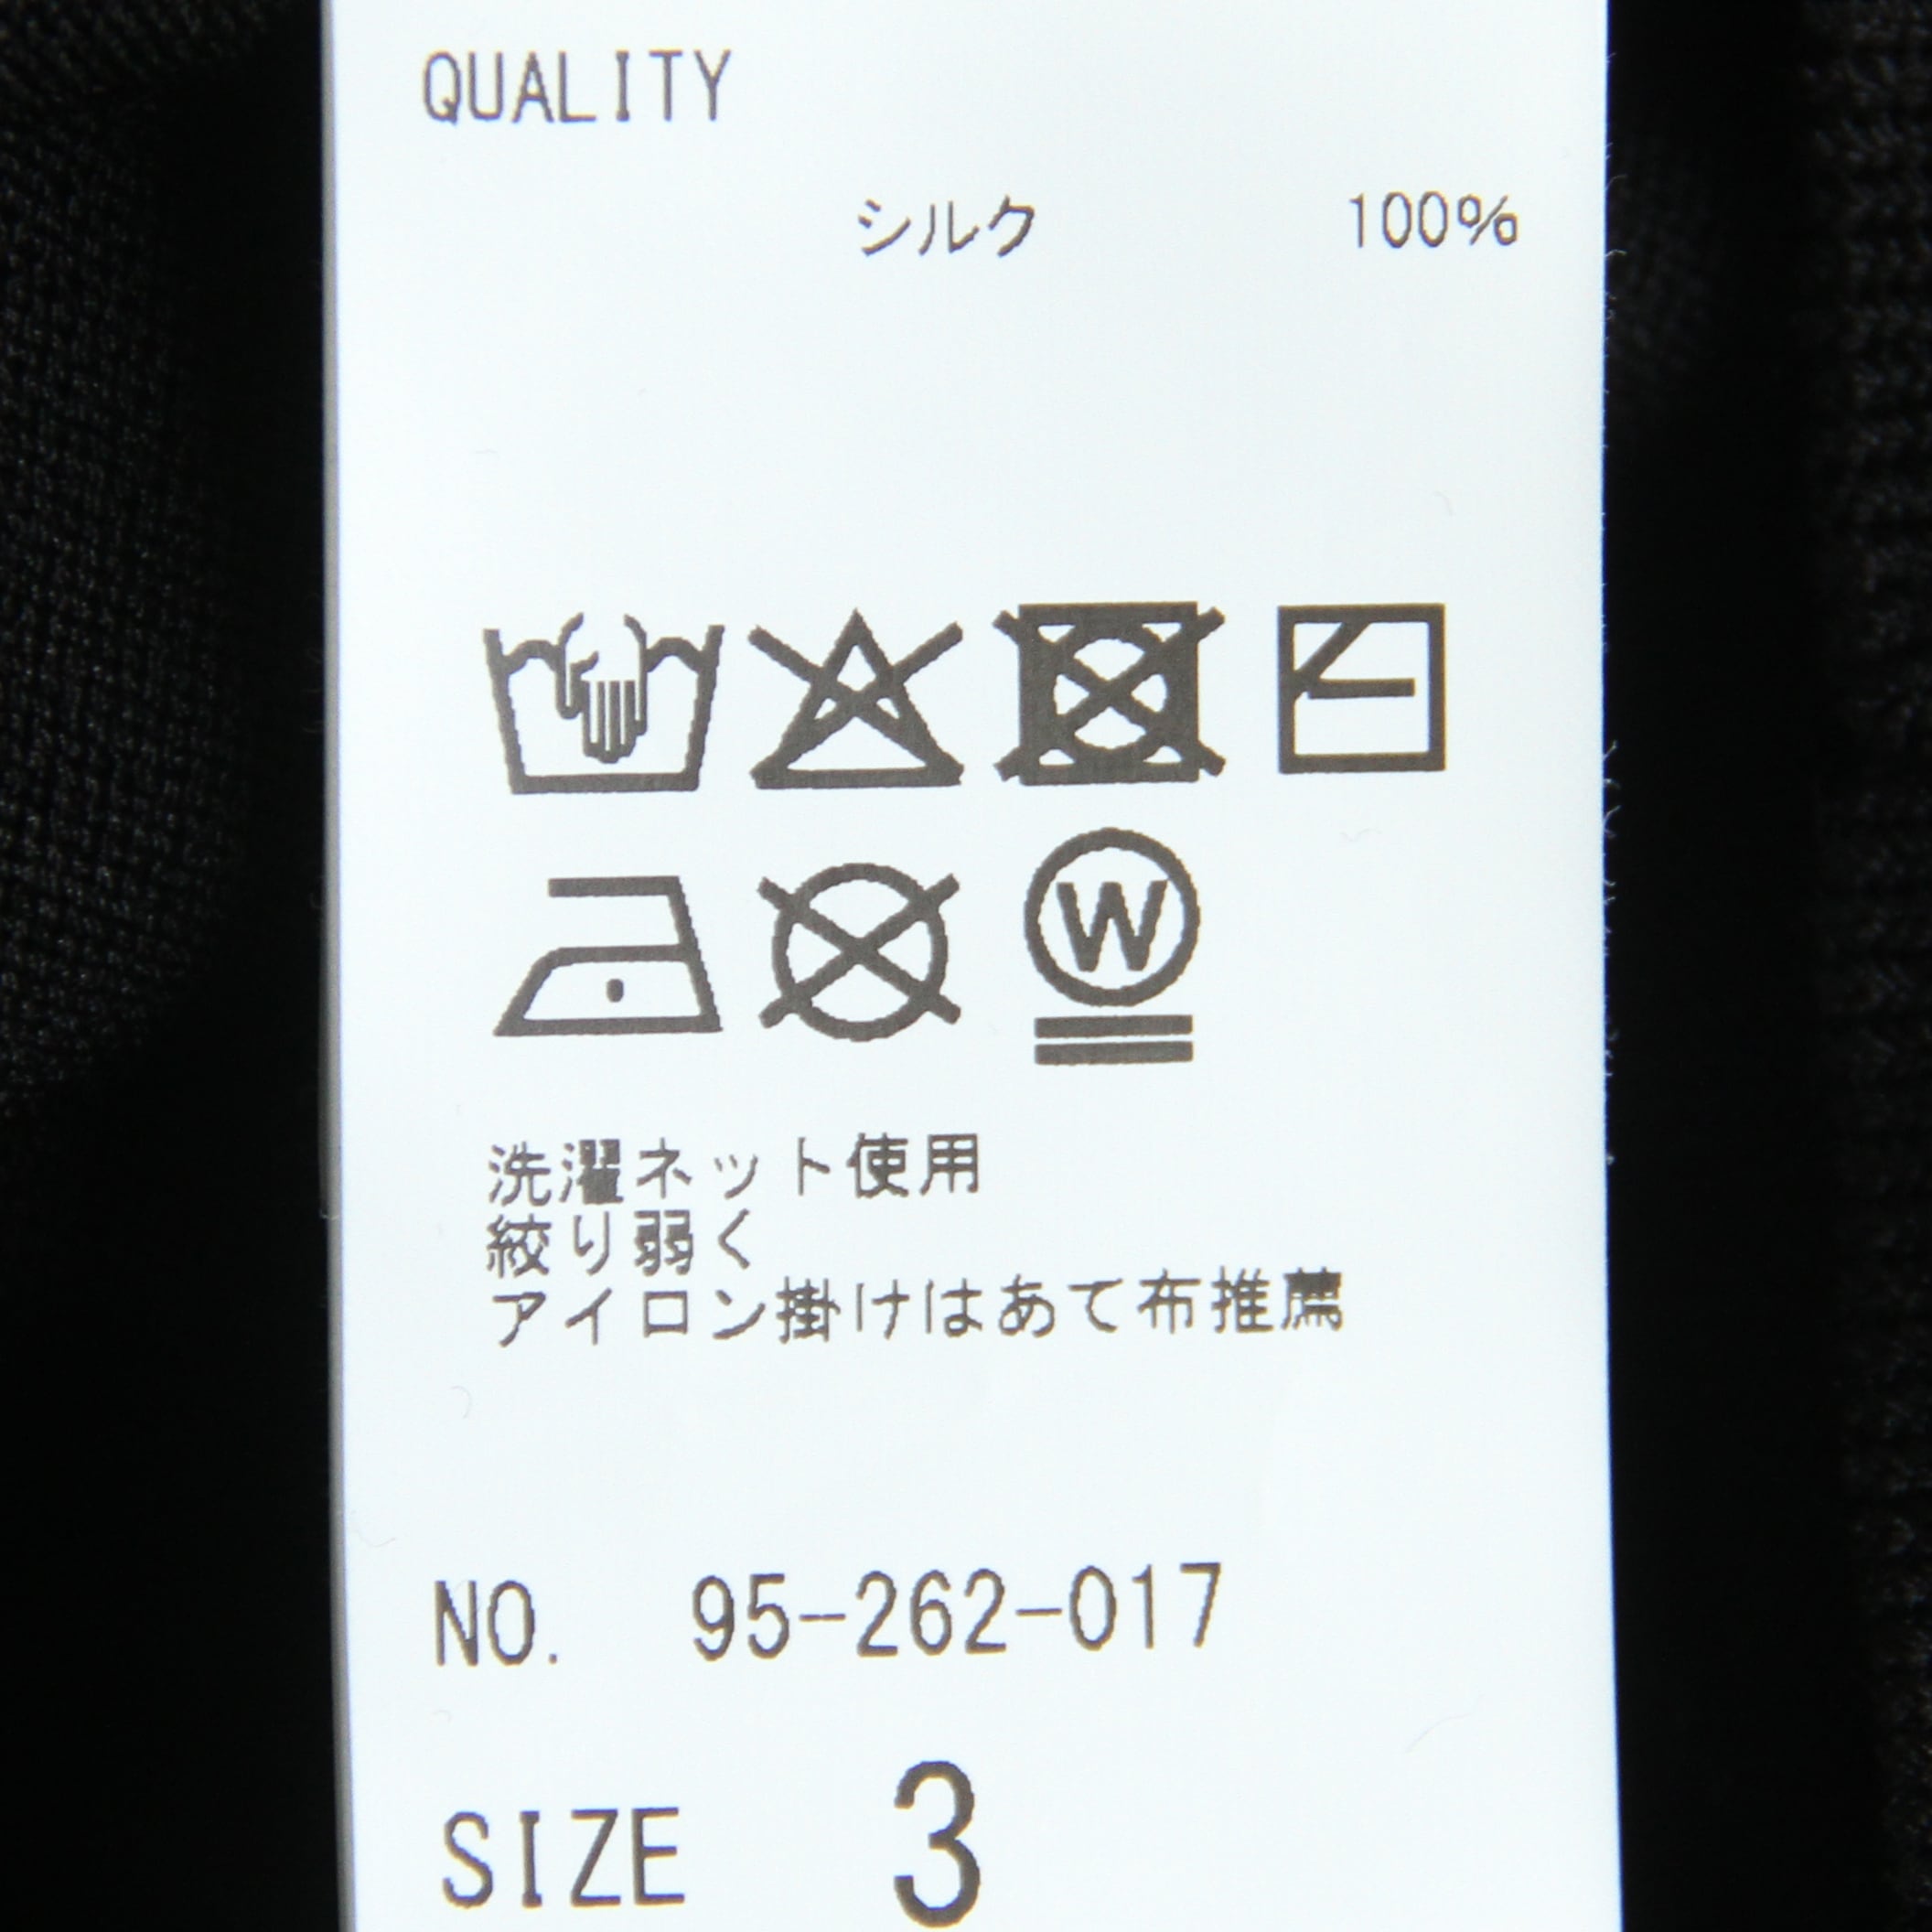 QUALITY
シルク 100%
W
洗濯ネット使用
絞り弱く
アイロン掛けはあて布推薦
NO. 95-262-017
SIZE 3